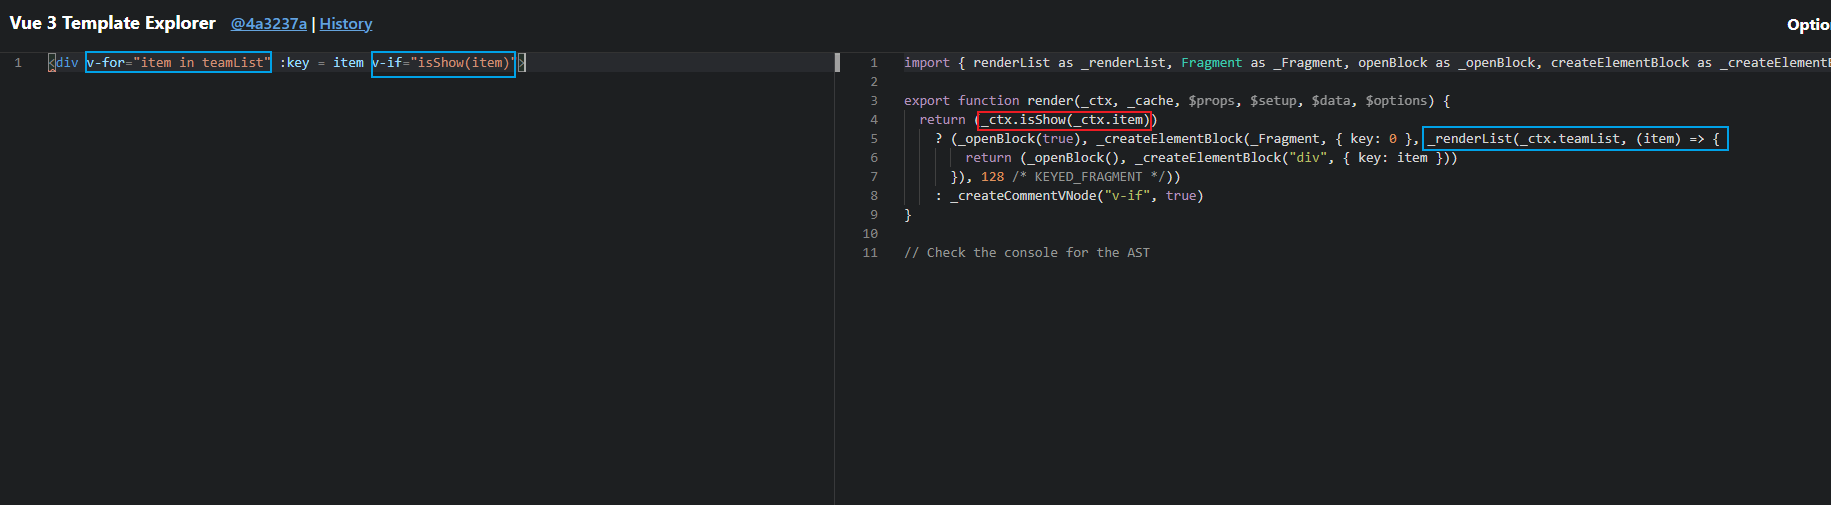 Vue 3 Template Explorer @4a3237a | History
Optio
1 <div v-for="item in teamList" :key = item v-if="isShow(item)">
1 import { renderList as _renderList, Fragment as _Fragment, openBlock as _openBlock, createElementBlock as _createElementB
2
3 export function render(_ctx, _cache, $props, $setup, $data, $options) {
4 return (_ctx.isShow(_ctx.item))
5 ? (_openBlock(true), _createElementBlock(_Fragment, { key: 0 }, _renderList(_ctx.teamList, (item) => {
6 return (_openBlock(), _createElementBlock("div", { key: item }))
7 }), 128 /* KEYED_FRAGMENT */))
8 : _createCommentVNode("v-if", true)
9 }
10
11 // Check the console for the AST